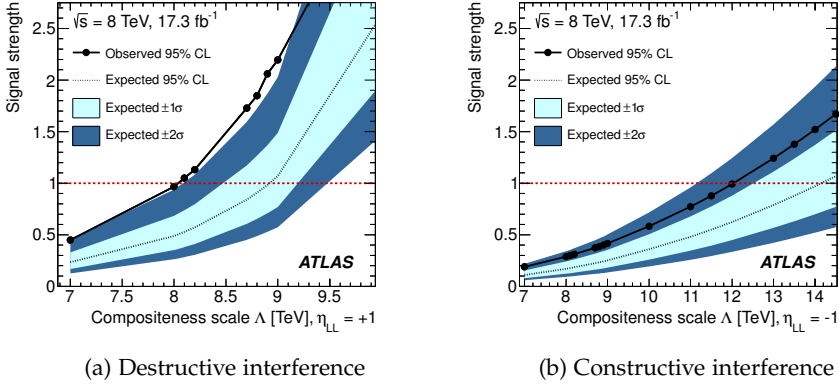 √s = 8 TeV, 17.3 fb⁻¹
Observed 95% CL
Expected 95% CL
Expected ±1σ
Expected ±2σ
Signal strength
2.5
2
1.5
1
0.5
0
ATLAS
7 7.5 8 8.5 9 9.5
Compositeness scale Λ [TeV], η_LL = +1
(a) Destructive interference
√s = 8 TeV, 17.3 fb⁻¹
Observed 95% CL
Expected 95% CL
Expected ±1σ
Expected ±2σ
Signal strength
2.5
2
1.5
1
0.5
0
ATLAS
7 8 9 10 11 12 13 14
Compositeness scale Λ [TeV], η_LL = -1
(b) Constructive interference